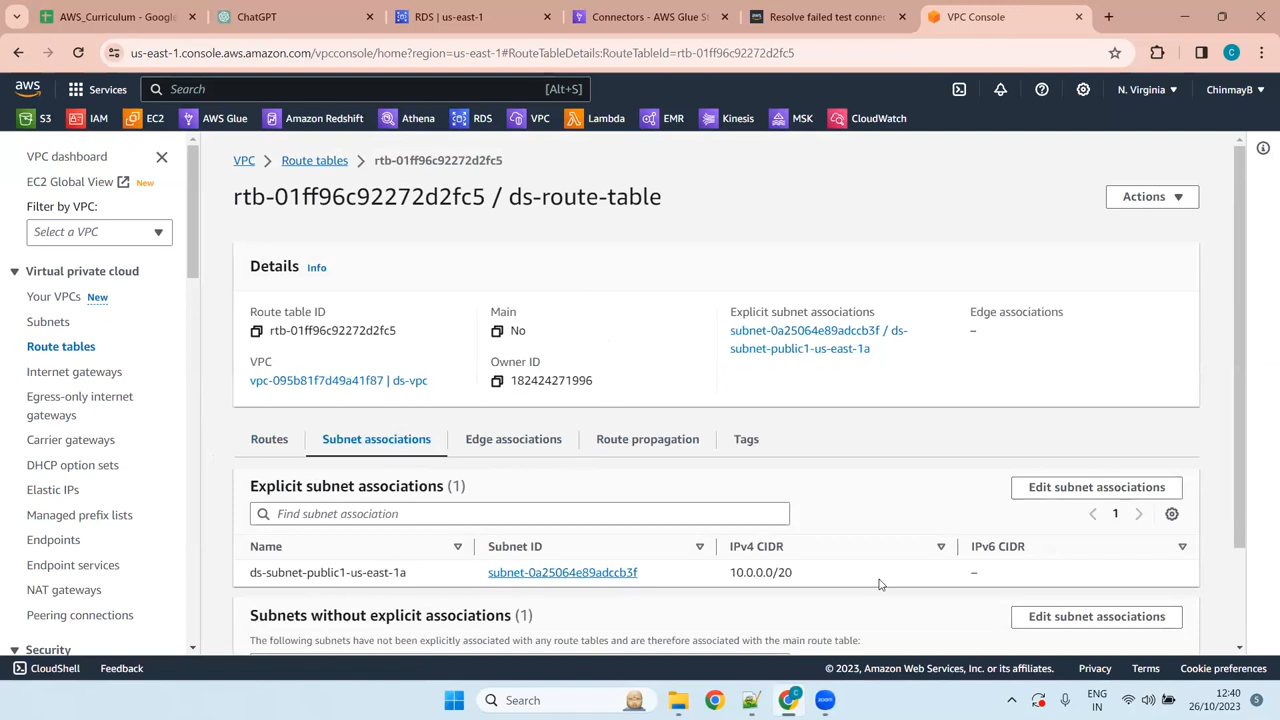 AWS_Curriculum - Goog
ChatGPT
RDS | us-east-1
Connectors - AWS Glue St
Resolve failed test conne
VPC Console
us-east-1.console.aws.amazon.com/vpcconsole/home?region=us-east-1#RouteTableDetails:RouteTableId=rtb-01ff96c92272d2fc5
C
aws
Services
Search
[Alt+S]
N. Virginia
ChinmayB
S3
IAM
EC2
AWS Glue
Amazon Redshift
Athena
RDS
VPC
Lambda
EMR
Kinesis
MSK
CloudWatch
VPC dashboard
EC2 Global View
New
Filter by VPC:
Select a VPC
Virtual private cloud
Your VPCs New
Subnets
Route tables
Internet gateways
Egress-only internet
gateways
Carrier gateways
DHCP option sets
Elastic IPs
Managed prefix lists
Endpoints
Endpoint services
NAT gateways
Peering connections
Security
VPC > Route tables > rtb-01ff96c92272d2fc5
rtb-01ff96c92272d2fc5 / ds-route-table
Actions
Details Info
Route table ID
rtb-01ff96c92272d2fc5
Main
No
Explicit subnet associations
subnet-0a25064e89adccb3f / ds-
subnet-public1-us-east-1a
Edge associations
–
VPC
vpc-095b81f7d49a41f87 | ds-vpc
Owner ID
182424271996
Routes
Subnet associations
Edge associations
Route propagation
Tags
Explicit subnet associations (1)
Edit subnet associations
Find subnet association
1
Name
Subnet ID
IPv4 CIDR
IPv6 CIDR
ds-subnet-public1-us-east-1a
subnet-0a25064e89adccb3f
10.0.0.0/20
–
Subnets without explicit associations (1)
Edit subnet associations
The following subnets have not been explicitly associated with any route tables and are therefore associated with the main route table:
CloudShell
Feedback
© 2023, Amazon Web Services, Inc. or its affiliates.
Privacy
Terms
Cookie preferences
Search
ENG
IN
12:40
26/10/2023
5